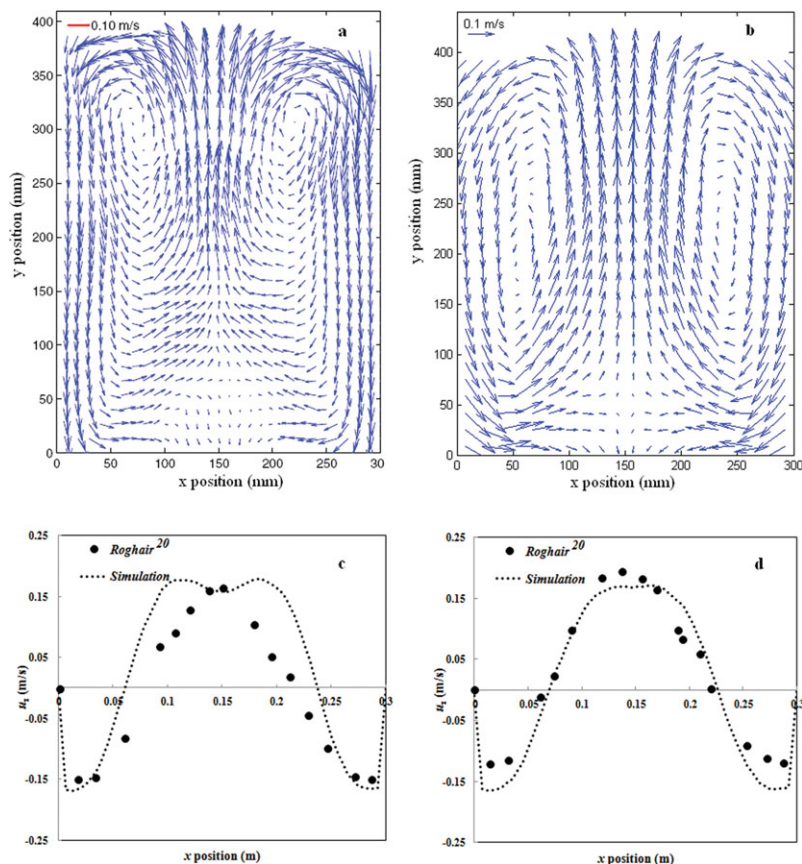 0.10 m/s
a
400
350
300
250
200
150
100
50
0
y position (mm)
0 50 100 150 200 250 30
x position (mm)
0.1 m/s
b
400
350
300
250
200
150
100
50
0
y position (mm)
0 50 100 150 200 250 300
x position (mm)
0.25
0.15
0.05
-0.05
-0.15
-0.25
Roghair 20
Simulation
c
0 0.05 0.1 0.15 0.2 0.25 0.3
x position (m)
0.25
0.15
0.05
-0.05
-0.15
-0.25
Roghair 20
Simulation
d
0 0.05 0.1 0.15 0.2 0.25 0.3
x position (m)